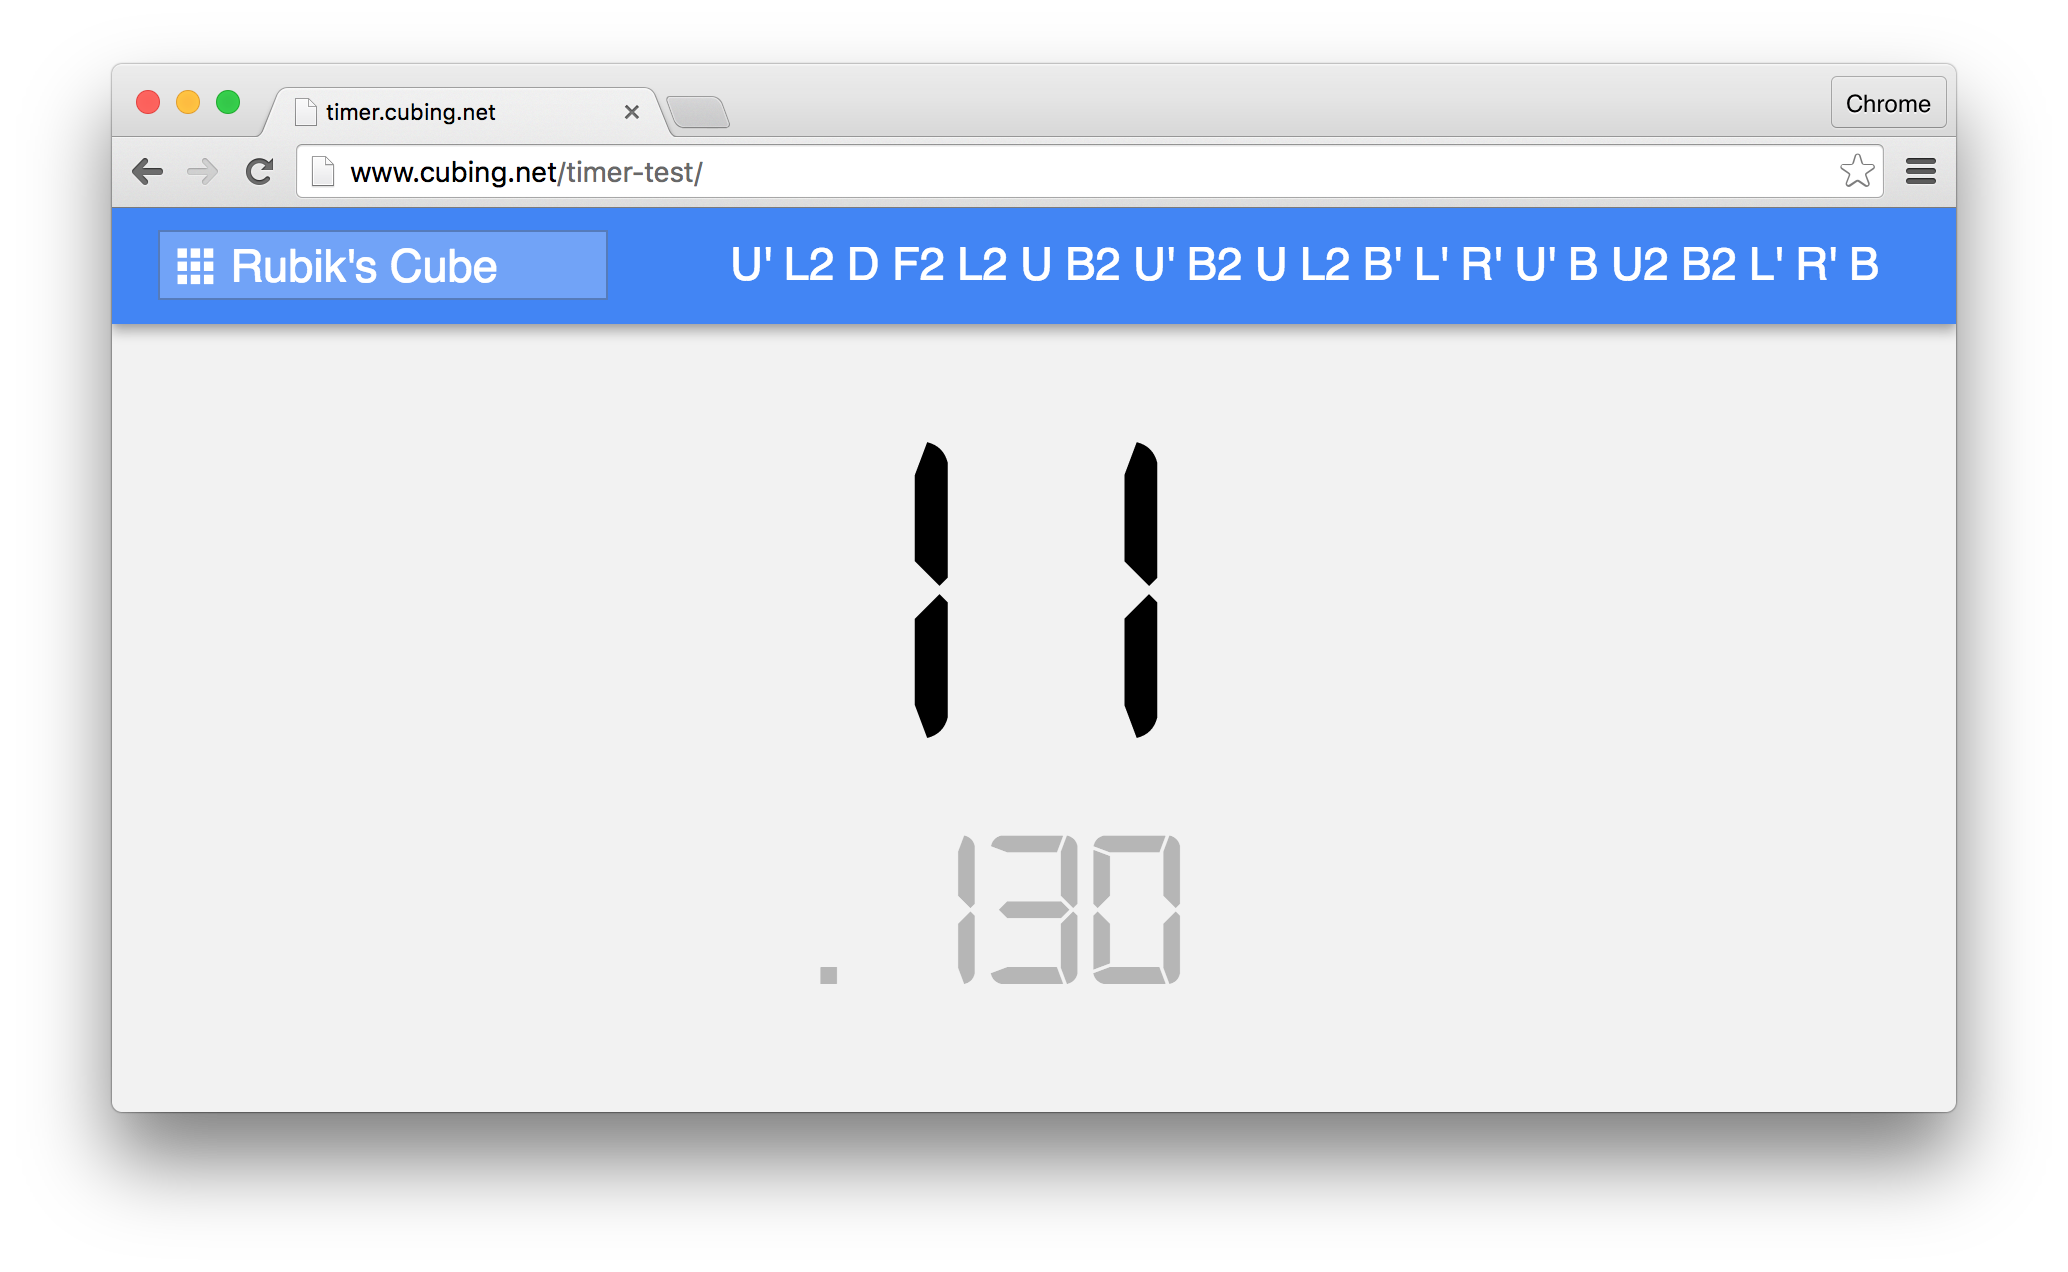 timer.cubing.net
Chrome
www.cubing.net/timer-test/
Rubik's Cube
U' L2 D F2 L2 U B2 U' B2 U L2 B' L' R' U' B U2 B2 L' R' B
11
.130